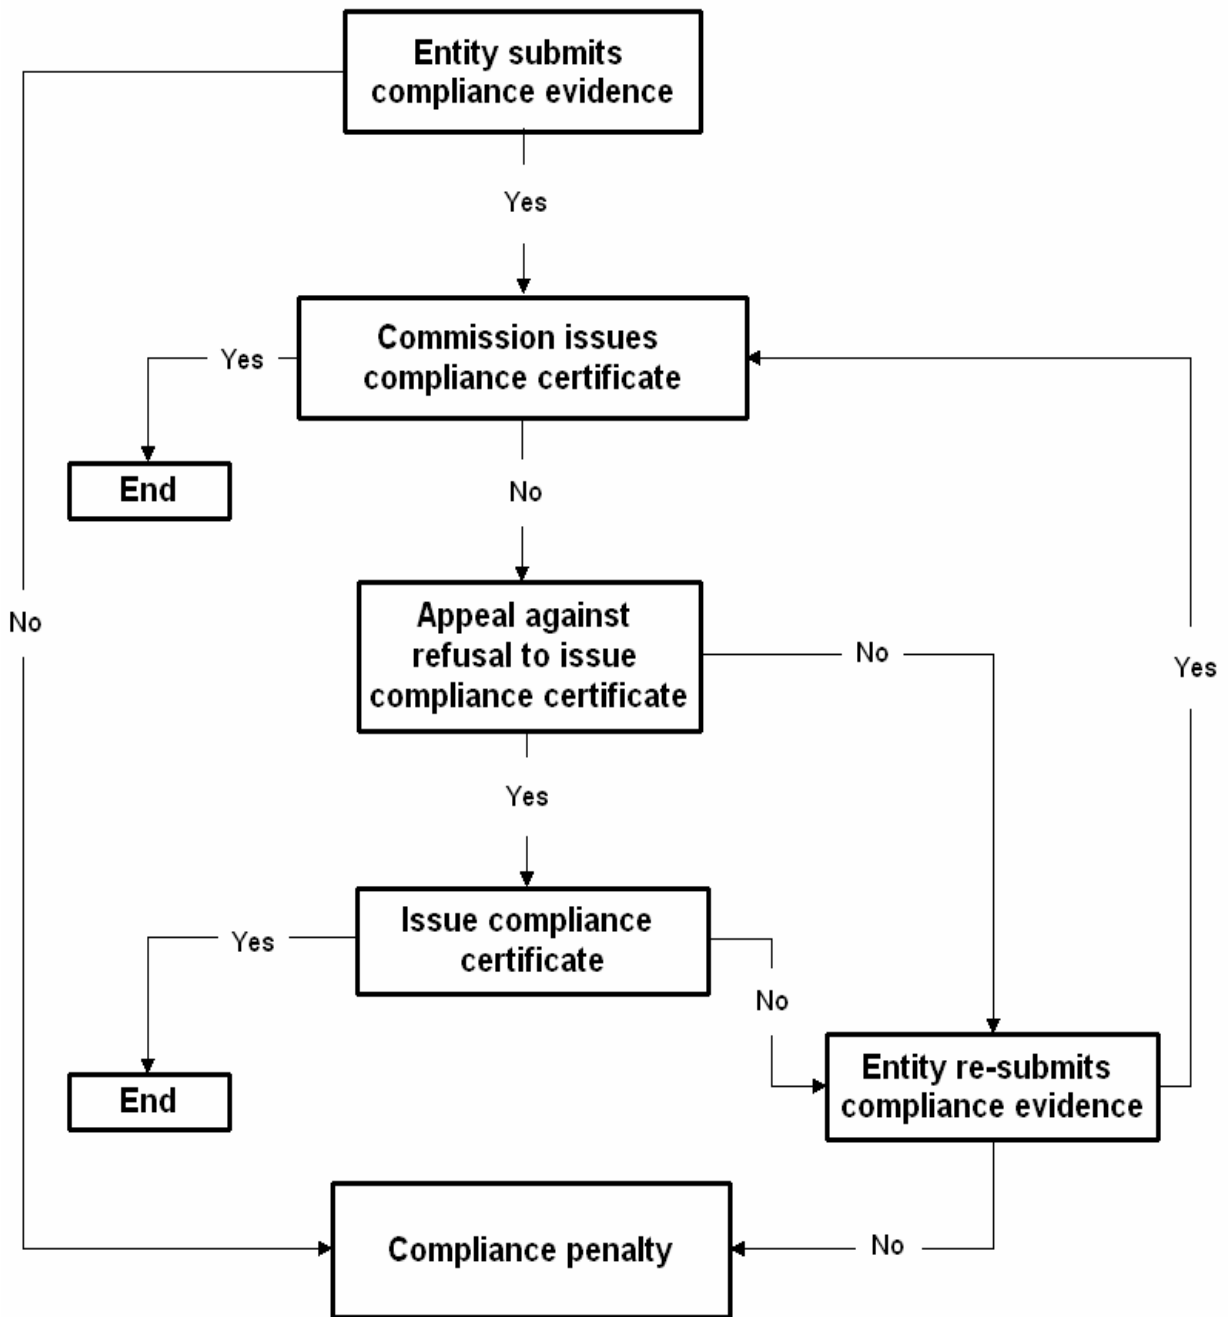 Entity submits
compliance evidence
Yes
Commission issues
compliance certificate
Yes
End
No
Appeal against
refusal to issue
compliance certificate
No
No
Yes
Yes
Issue compliance
certificate
Yes
No
End
Entity re-submits
compliance evidence
Compliance penalty
No